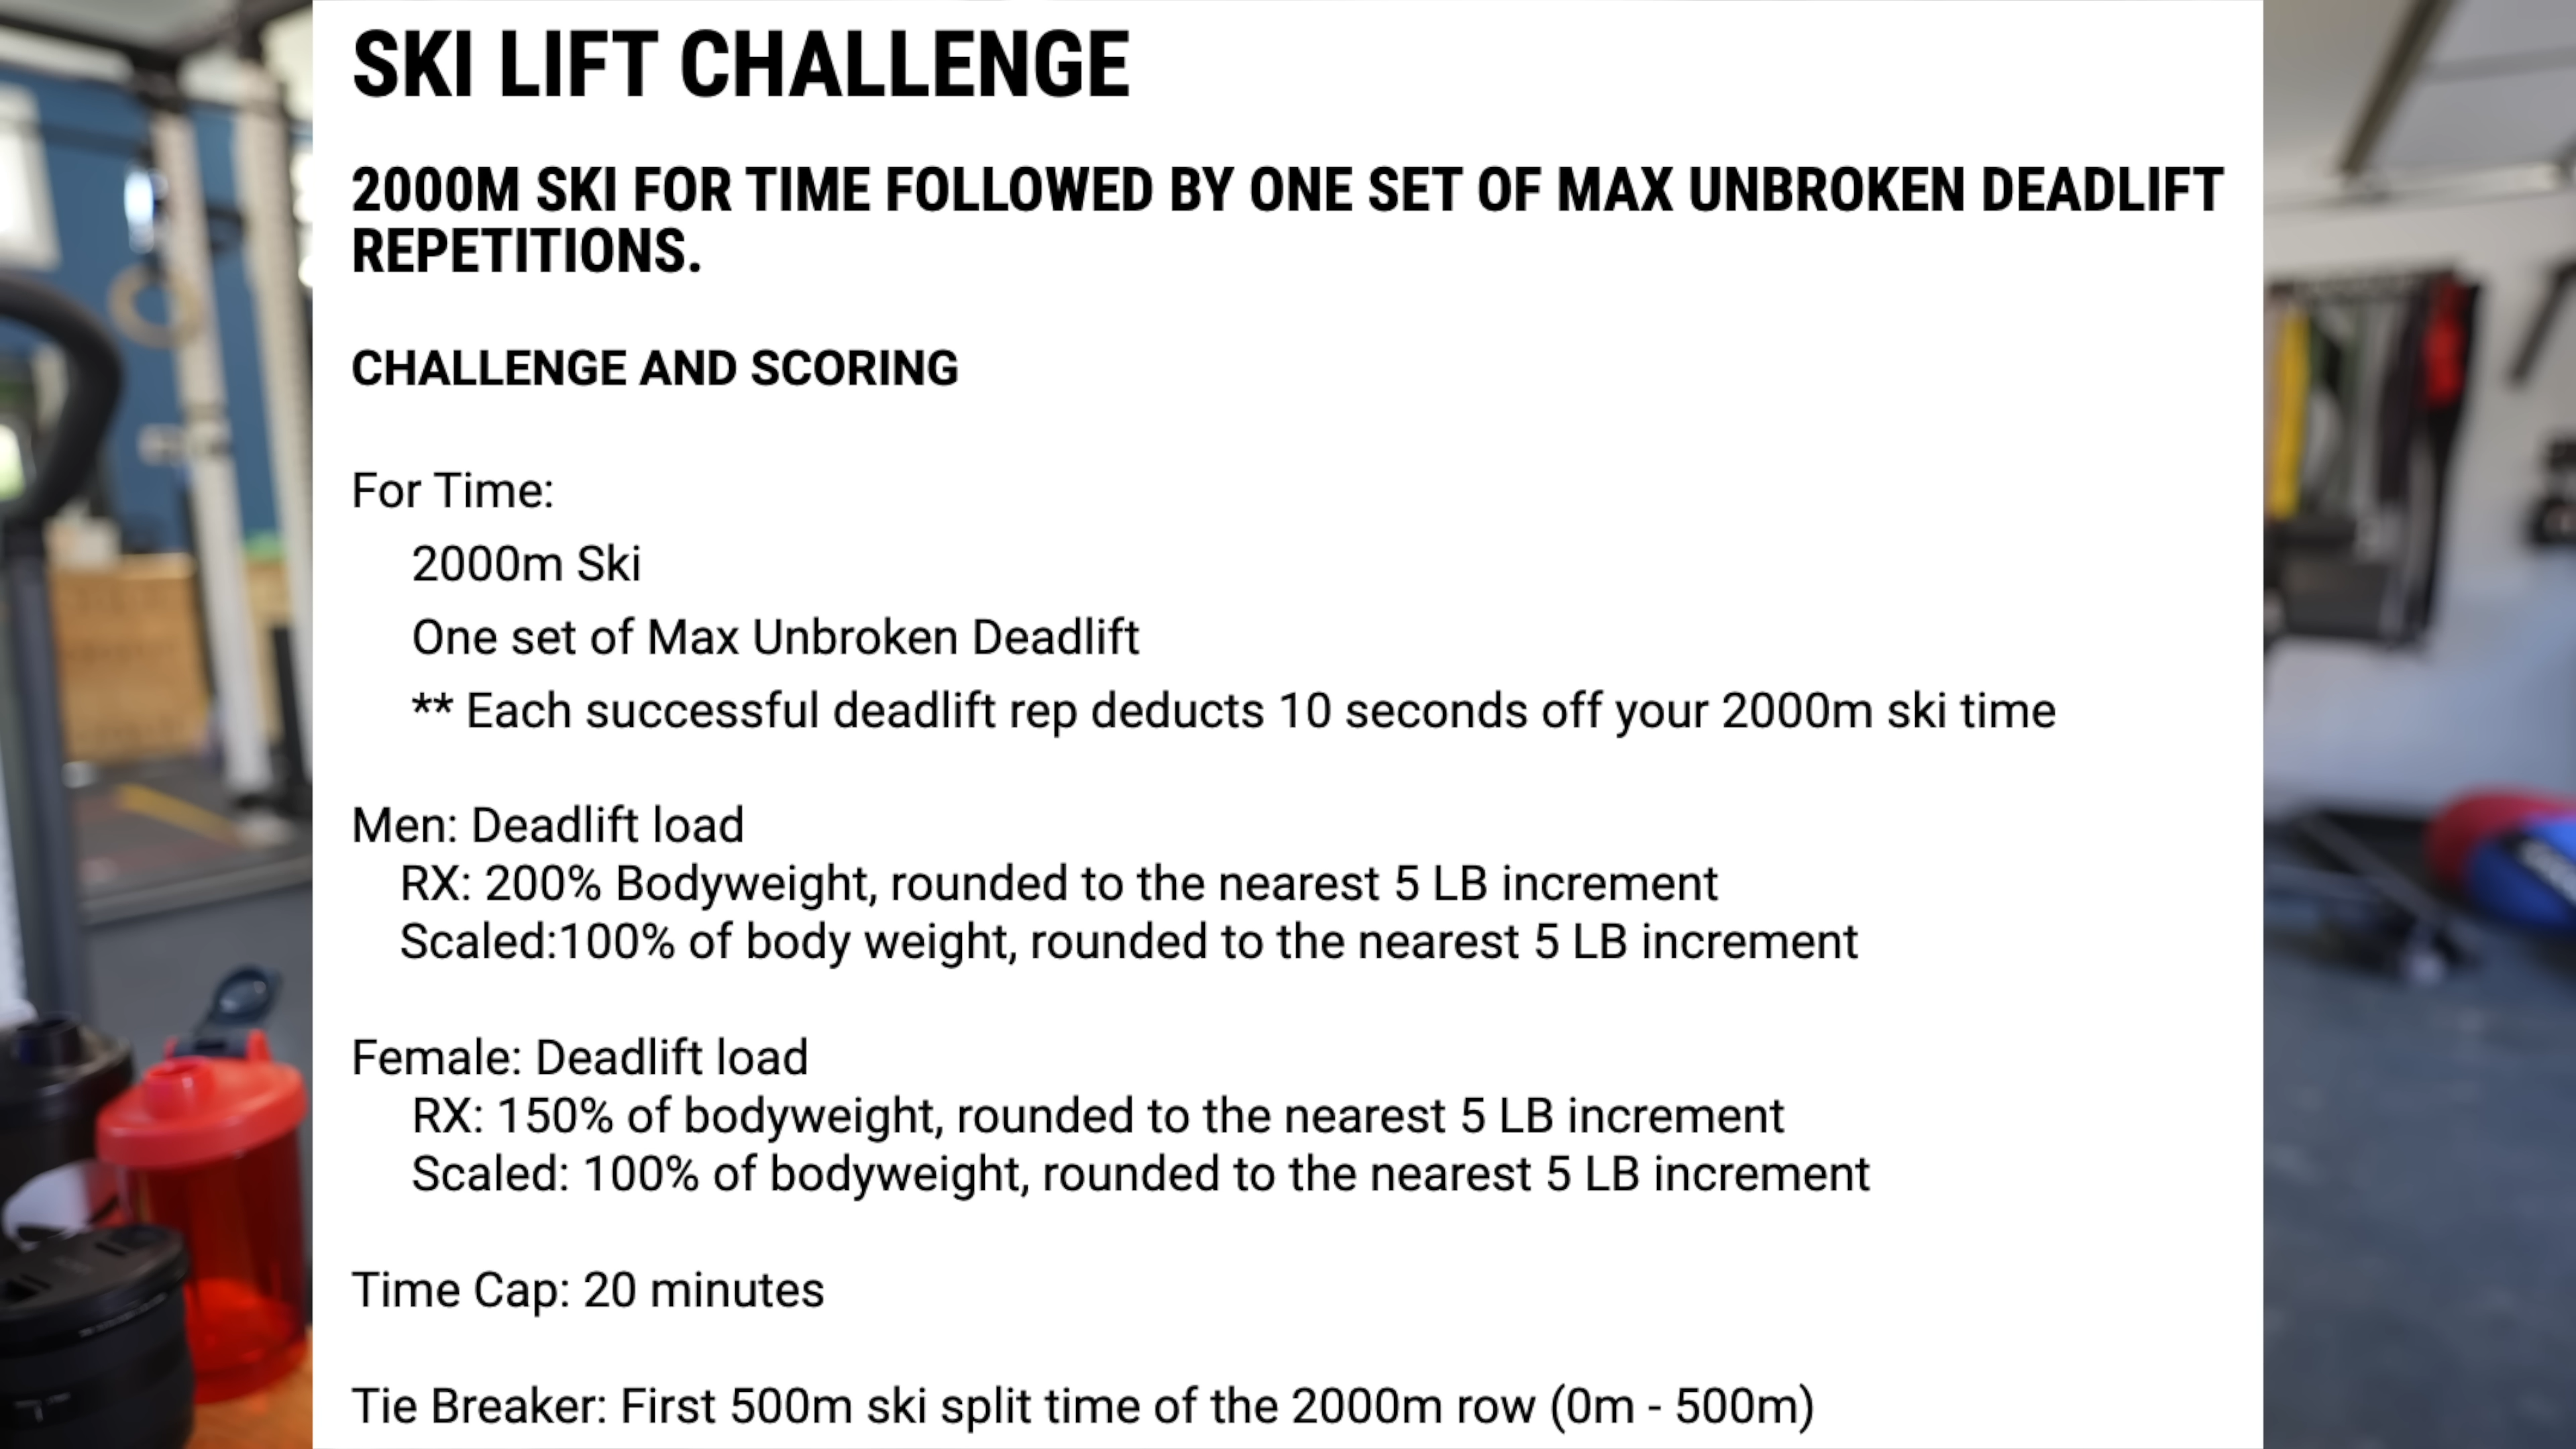 SKI LIFT CHALLENGE
2000M SKI FOR TIME FOLLOWED BY ONE SET OF MAX UNBROKEN DEADLIFT
REPETITIONS.
CHALLENGE AND SCORING
For Time:
2000m Ski
One set of Max Unbroken Deadlift
** Each successful deadlift rep deducts 10 seconds off your 2000m ski time
Men: Deadlift load
RX: 200% Bodyweight, rounded to the nearest 5 LB increment
Scaled:100% of body weight, rounded to the nearest 5 LB increment
Female: Deadlift load
RX: 150% of bodyweight, rounded to the nearest 5 LB increment
Scaled: 100% of bodyweight, rounded to the nearest 5 LB increment
Time Cap: 20 minutes
Tie Breaker: First 500m ski split time of the 2000m row (0m - 500m)